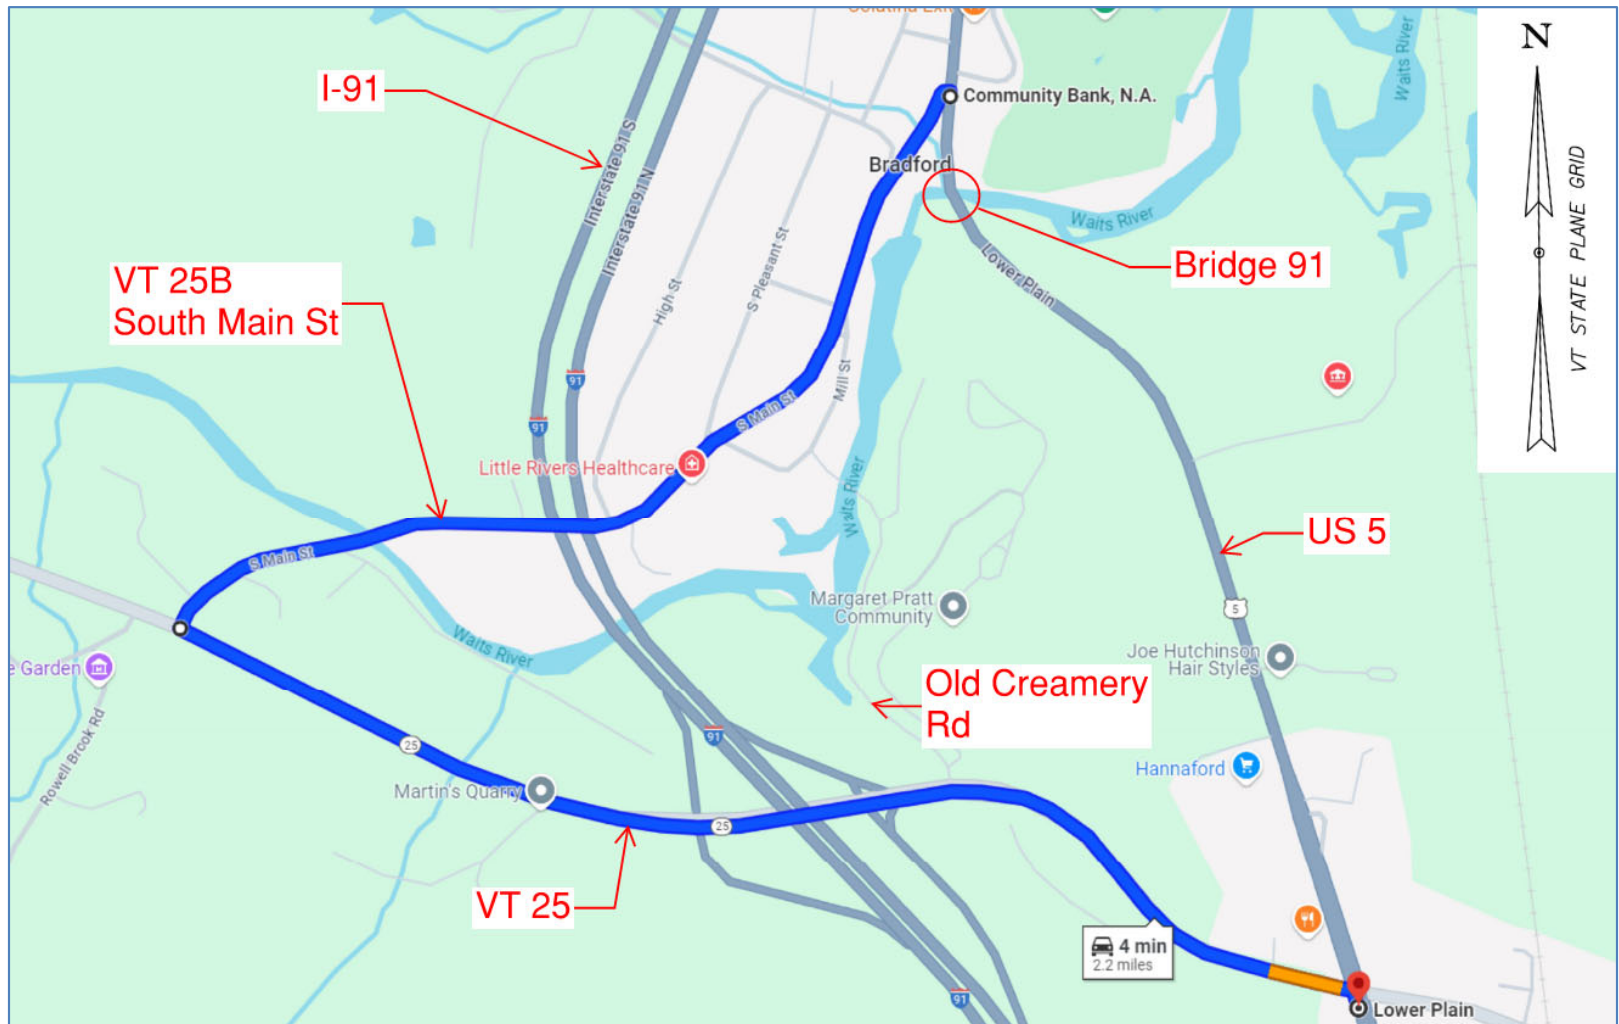 N
VT STATE PLANE GRID
I-91
Interstate 91 S
Interstate 91 N
Community Bank, N.A.
Bradford
Waits River
Waits River
Bridge 91
Lower Plain
VT 25B
South Main St
High St
S Pleasant St
Mill St
S Main St
91
91
Little Rivers Healthcare
Waits River
US 5
5
S Main St
Margaret Pratt
Community
Waits River
e Garden
Joe Hutchinson
Hair Styles
Old Creamery
Rd
Rowell Brook Rd
25
91
Hannaford
Martin's Quarry
25
VT 25
4 min
2.2 miles
91
Lower Plain